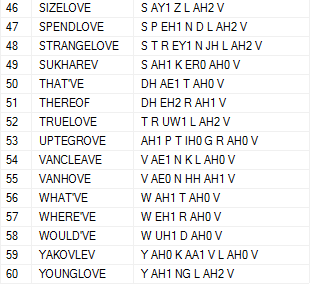 46 SIZELOVE S AY1 Z L AH2 V
47 SPENDLOVE S P EH1 N D L AH2 V
48 STRANGELOVE S T R EY1 N JH L AH2 V
49 SUKHAREV S AH1 K ER0 AH0 V
50 THAT'VE DH AE1 T AH0 V
51 THEREOF DH EH2 R AH1 V
52 TRUELOVE T R UW1 L AH2 V
53 UPTEGROVE AH1 P T IH0 G R AH0 V
54 VANCLEAVE V AE1 N K L AH0 V
55 VANHOVE V AE0 N HH AH1 V
56 WHAT'VE W AH1 T AH0 V
57 WHERE'VE W EH1 R AH0 V
58 WOULD'VE W UH1 D AH0 V
59 YAKOVLEV Y AH0 K AA1 V L AH0 V
60 YOUNGLOVE Y AH1 NG L AH2 V